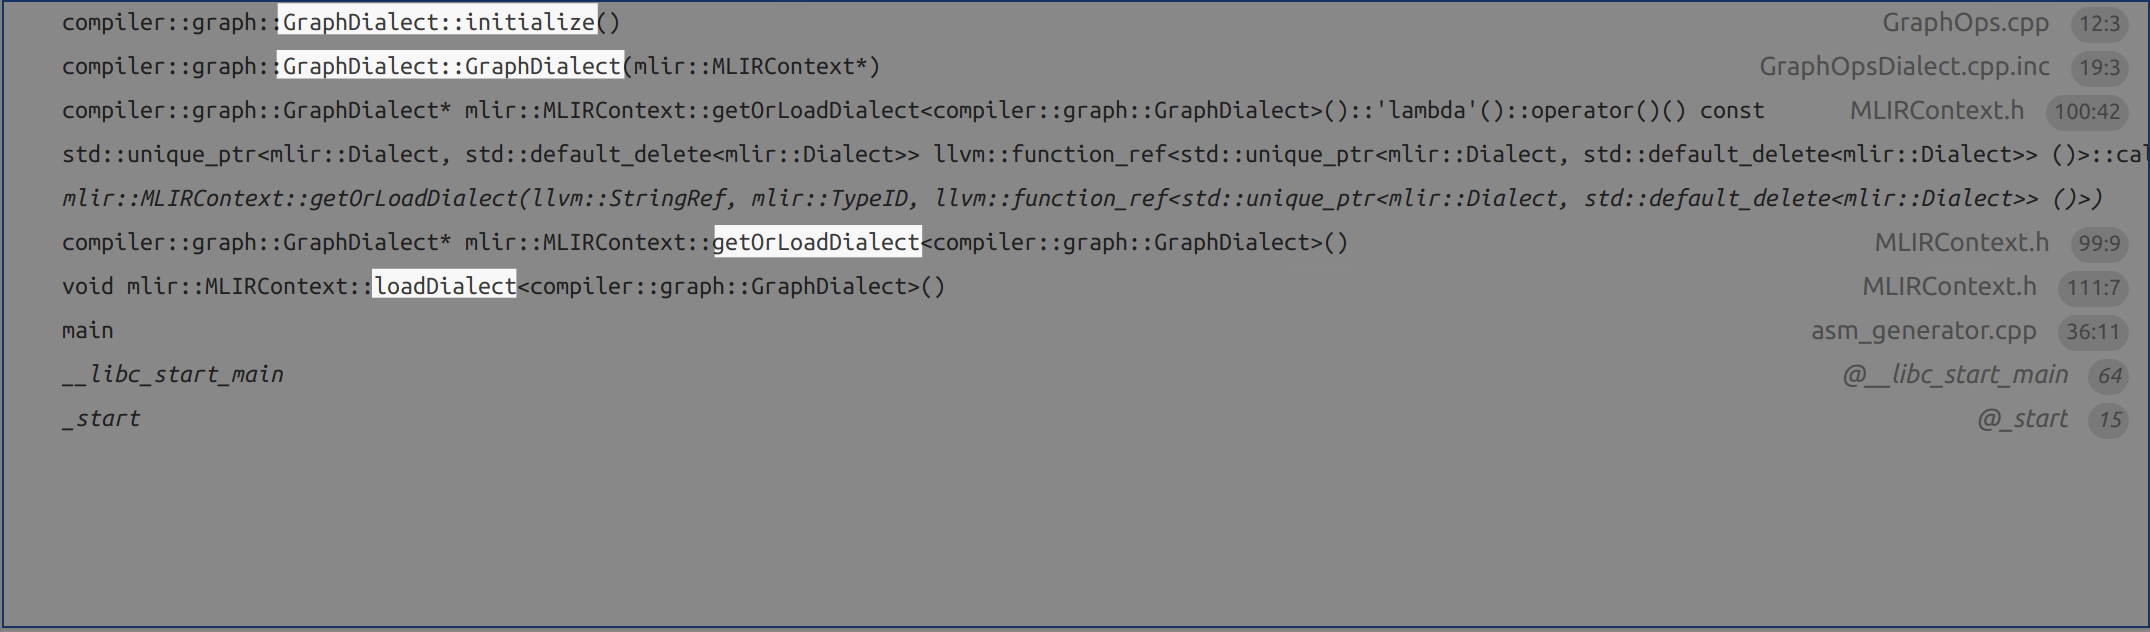 compiler::graph::GraphDialect::initialize() GraphOps.cpp 12:3
compiler::graph::GraphDialect::GraphDialect(mlir::MLIRContext*) GraphOpsDialect.cpp.inc 19:3
compiler::graph::GraphDialect* mlir::MLIRContext::getOrLoadDialect<compiler::graph::GraphDialect>()::'lambda'()::operator()() const MLIRContext.h 100:42
std::unique_ptr<mlir::Dialect, std::default_delete<mlir::Dialect>> llvm::function_ref<std::unique_ptr<mlir::Dialect, std::default_delete<mlir::Dialect>> ()>::cal
mlir::MLIRContext::getOrLoadDialect(llvm::StringRef, mlir::TypeID, llvm::function_ref<std::unique_ptr<mlir::Dialect, std::default_delete<mlir::Dialect>> ()>)
compiler::graph::GraphDialect* mlir::MLIRContext::getOrLoadDialect<compiler::graph::GraphDialect>() MLIRContext.h 99:9
void mlir::MLIRContext::loadDialect<compiler::graph::GraphDialect>() MLIRContext.h 111:7
main asm_generator.cpp 36:11
__libc_start_main @__libc_start_main 64
_start @_start 15